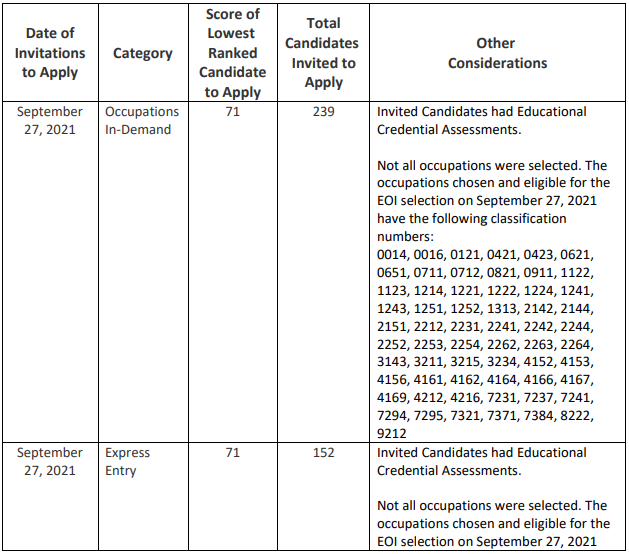 Date of
Invitations
to Apply
Category
Score of
Lowest
Ranked
Candidate
to Apply
Total
Candidates
Invited to
Apply
Other
Considerations
September
27, 2021
Occupations
In-Demand
71
239
Invited Candidates had Educational
Credential Assessments.
Not all occupations were selected. The
occupations chosen and eligible for the
EOI selection on September 27, 2021
have the following classification
numbers:
0014, 0016, 0121, 0421, 0423, 0621,
0651, 0711, 0712, 0821, 0911, 1122,
1123, 1214, 1221, 1222, 1224, 1241,
1243, 1251, 1252, 1313, 2142, 2144,
2151, 2212, 2231, 2241, 2242, 2244,
2252, 2253, 2254, 2262, 2263, 2264,
3143, 3211, 3215, 3234, 4152, 4153,
4156, 4161, 4162, 4164, 4166, 4167,
4169, 4212, 4216, 7231, 7237, 7241,
7294, 7295, 7321, 7371, 7384, 8222,
9212
September
27, 2021
Express
Entry
71
152
Invited Candidates had Educational
Credential Assessments.
Not all occupations were selected. The
occupations chosen and eligible for the
EOI selection on September 27, 2021